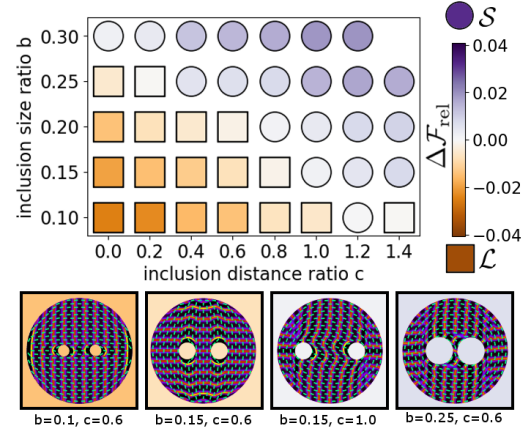 inclusion size ratio b
0.30
0.25
0.20
0.15
0.10
0.0 0.2 0.4 0.6 0.8 1.0 1.2 1.4
inclusion distance ratio c
S
0.04
0.02
0.00
−0.02
−0.04
ΔF_rel
L
b=0.1, c=0.6
b=0.15, c=0.6
b=0.15, c=1.0
b=0.25, c=0.6